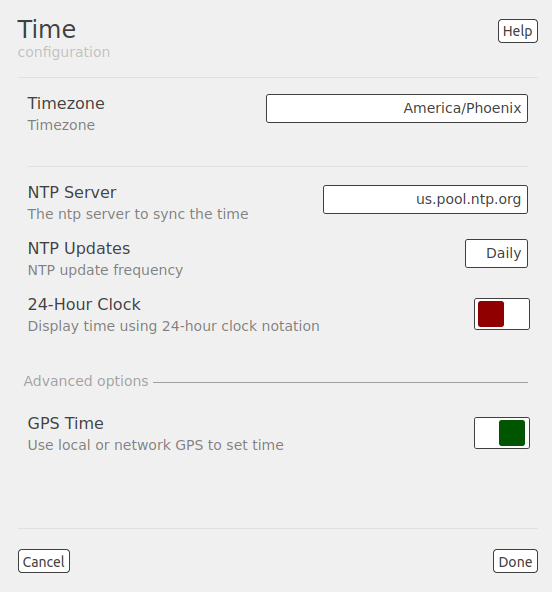 Time
Help
configuration
Timezone
America/Phoenix
Timezone
NTP Server
us.pool.ntp.org
The ntp server to sync the time
NTP Updates
Daily
NTP update frequency
24-Hour Clock
Display time using 24-hour clock notation
Advanced options
GPS Time
Use local or network GPS to set time
Cancel
Done